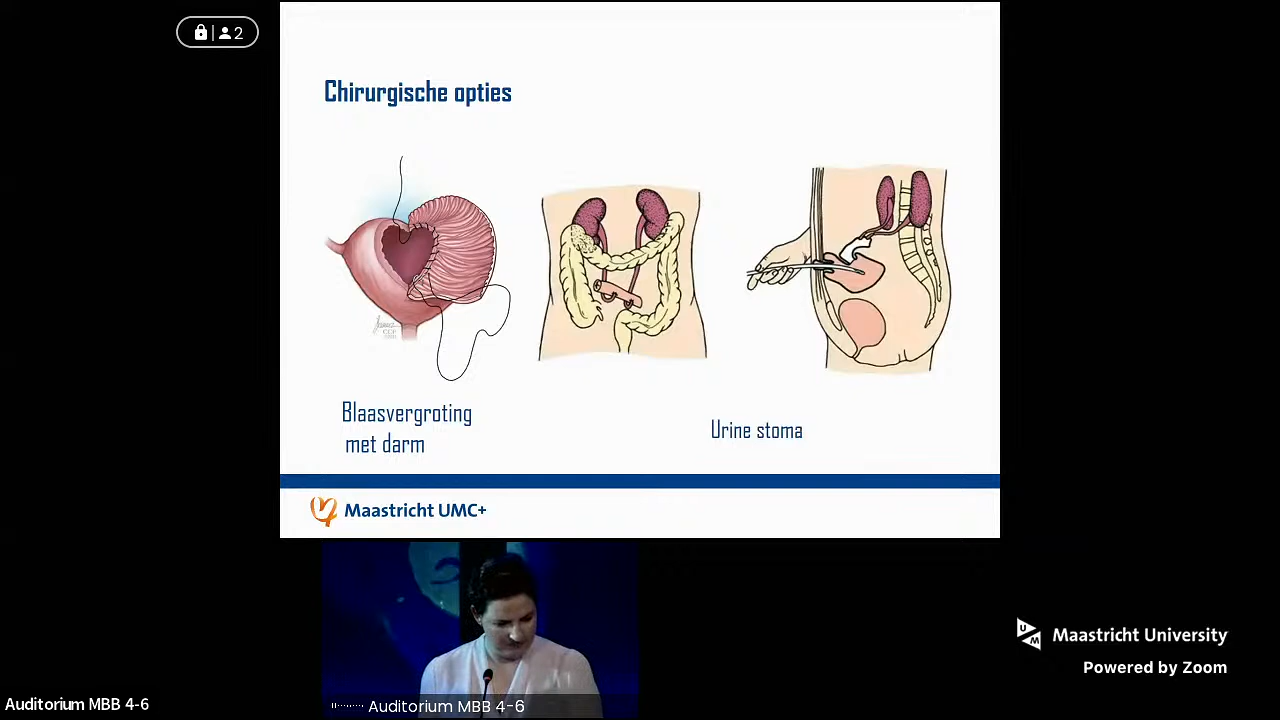 2
Chirurgische opties
Blaasvergroting
met darm
Urine stoma
Maastricht UMC+
Maastricht University
Powered by Zoom
Auditorium MBB 4-6
Auditorium MBB 4-6